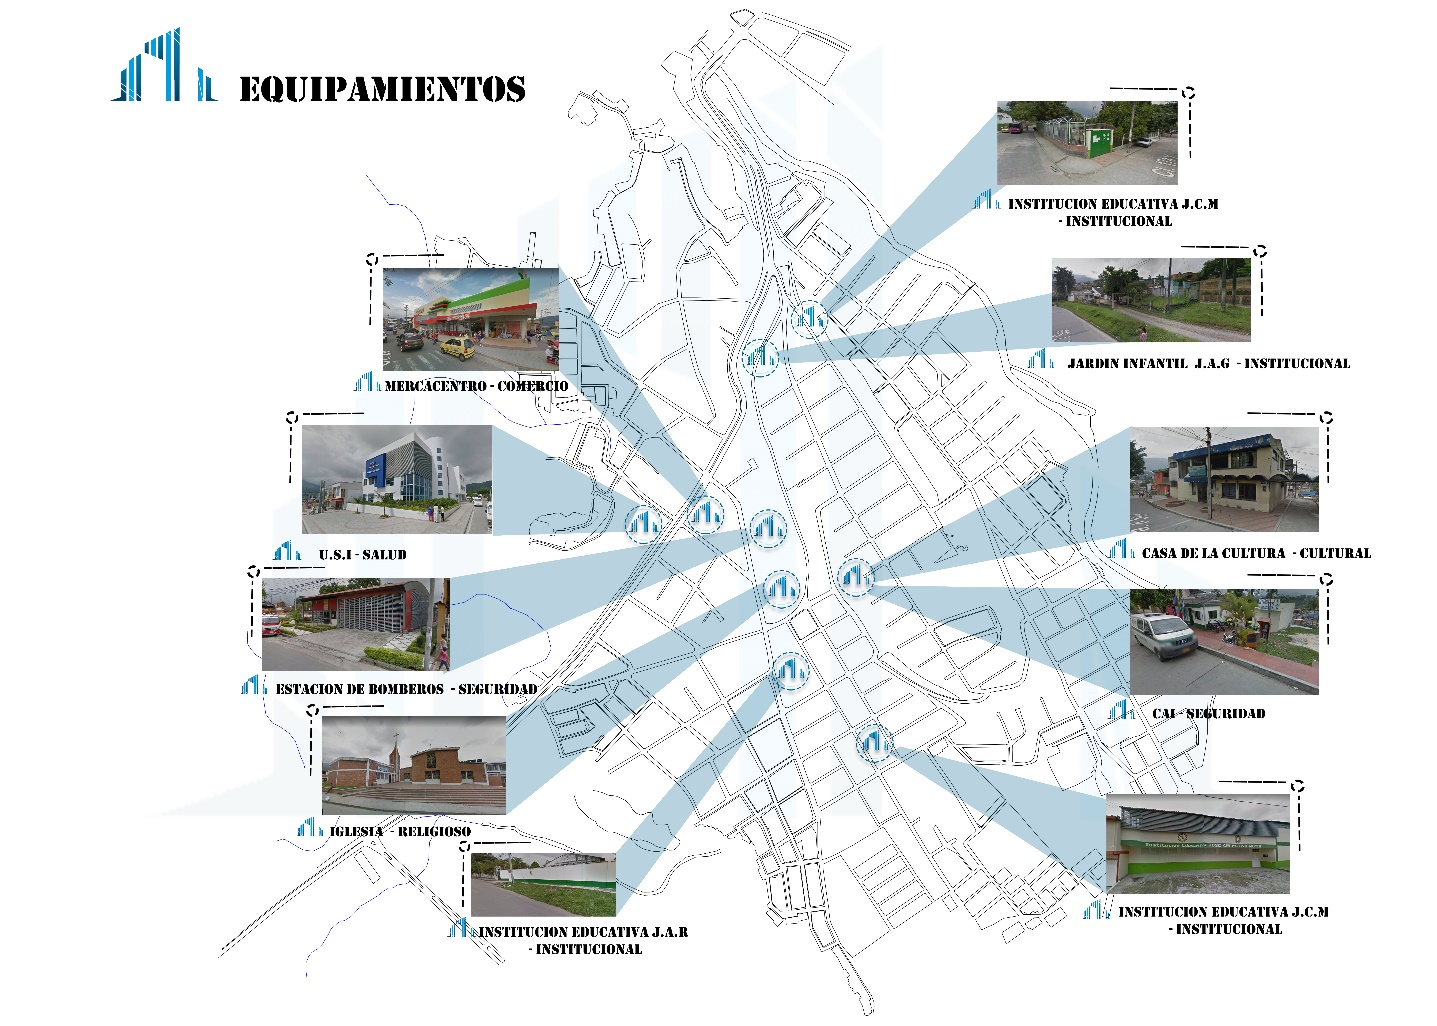 EQUIPAMIENTOS
INSTITUCION EDUCATIVA J.C.M
- INSTITUCIONAL
JARDIN INFANTIL J.A.G - INSTITUCIONAL
MERCACENTRO - COMERCIO
U.S.I - SALUD
CASA DE LA CULTURA - CULTURAL
ESTACION DE BOMBEROS - SEGURIDAD
CAI - SEGURIDAD
IGLESIA - RELIGIOSO
INSTITUCION EDUCATIVA J.A.R
- INSTITUCIONAL
INSTITUCION EDUCATIVA J.C.M
- INSTITUCIONAL